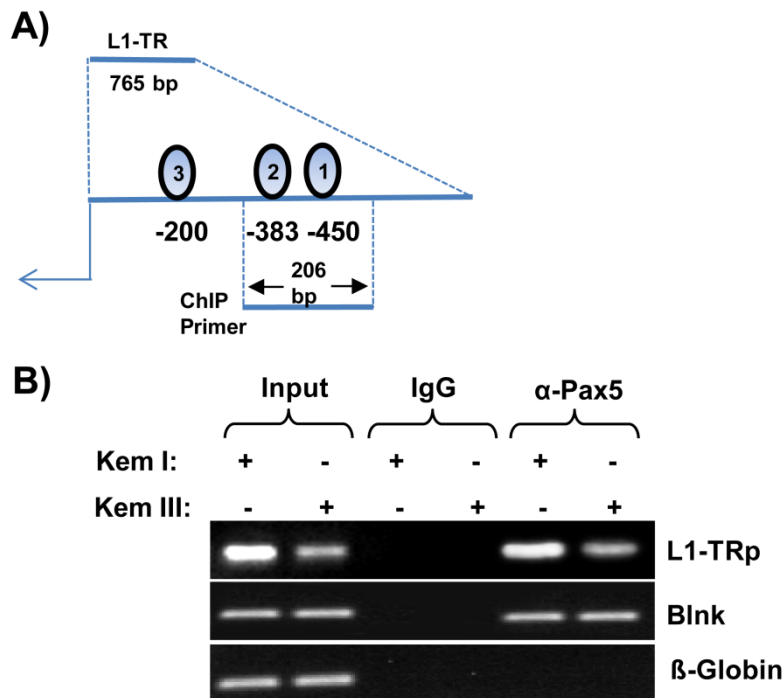 A)
L1-TR
765 bp
3 2 1
-200 -383 -450
206
bp
ChIP
Primer
B)
Input IgG α-Pax5
Kem I: + - + - + -
Kem III: - + - + - +
L1-TRp
Blnk
ß-Globin